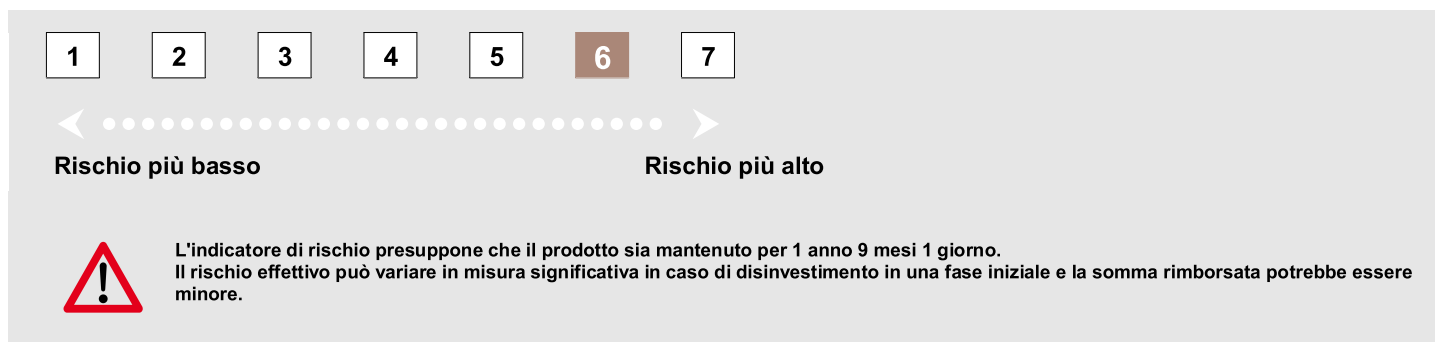 1 2 3 4 5 6 7
Rischio più basso Rischio più alto
L'indicatore di rischio presuppone che il prodotto sia mantenuto per 1 anno 9 mesi 1 giorno.
Il rischio effettivo può variare in misura significativa in caso di disinvestimento in una fase iniziale e la somma rimborsata potrebbe essere
minore.